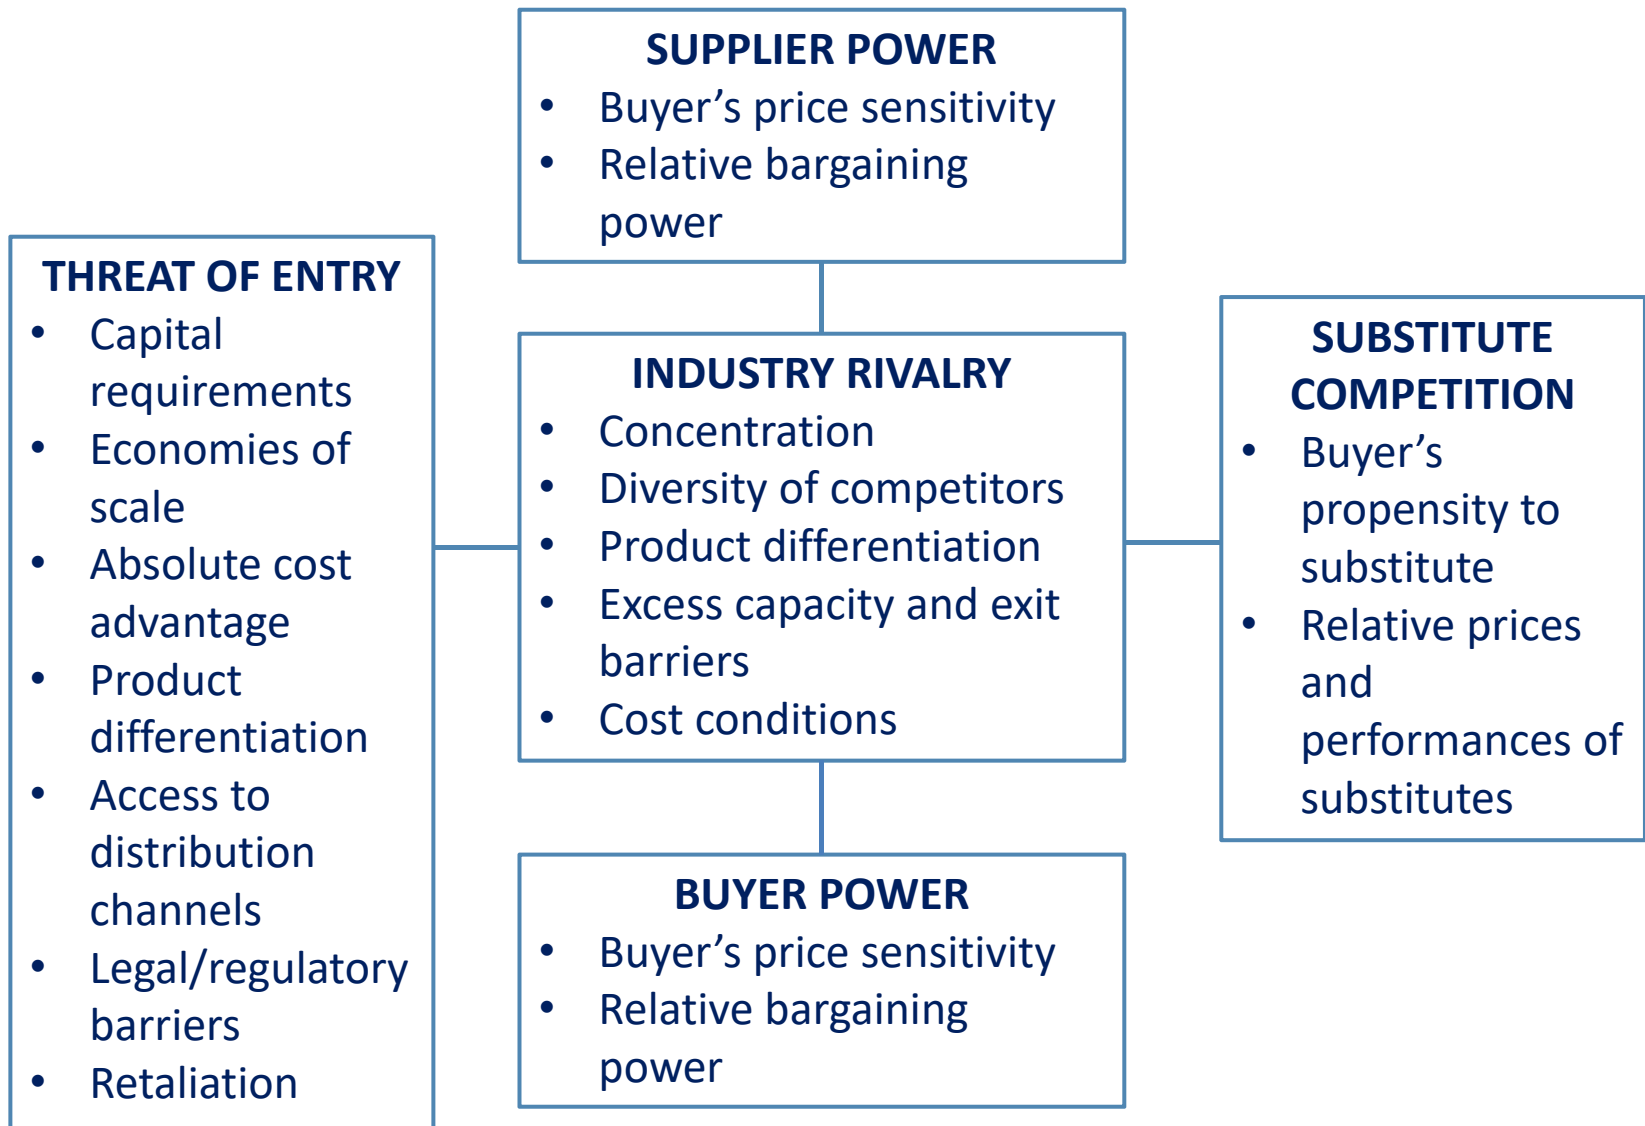 SUPPLIER POWER
• Buyer’s price sensitivity
• Relative bargaining
power
THREAT OF ENTRY
• Capital
requirements
• Economies of
scale
• Absolute cost
advantage
• Product
differentiation
• Access to
distribution
channels
• Legal/regulatory
barriers
• Retaliation
INDUSTRY RIVALRY
• Concentration
• Diversity of competitors
• Product differentiation
• Excess capacity and exit
barriers
• Cost conditions
SUBSTITUTE
COMPETITION
• Buyer’s
propensity to
substitute
• Relative prices
and
performances of
substitutes
BUYER POWER
• Buyer’s price sensitivity
• Relative bargaining
power